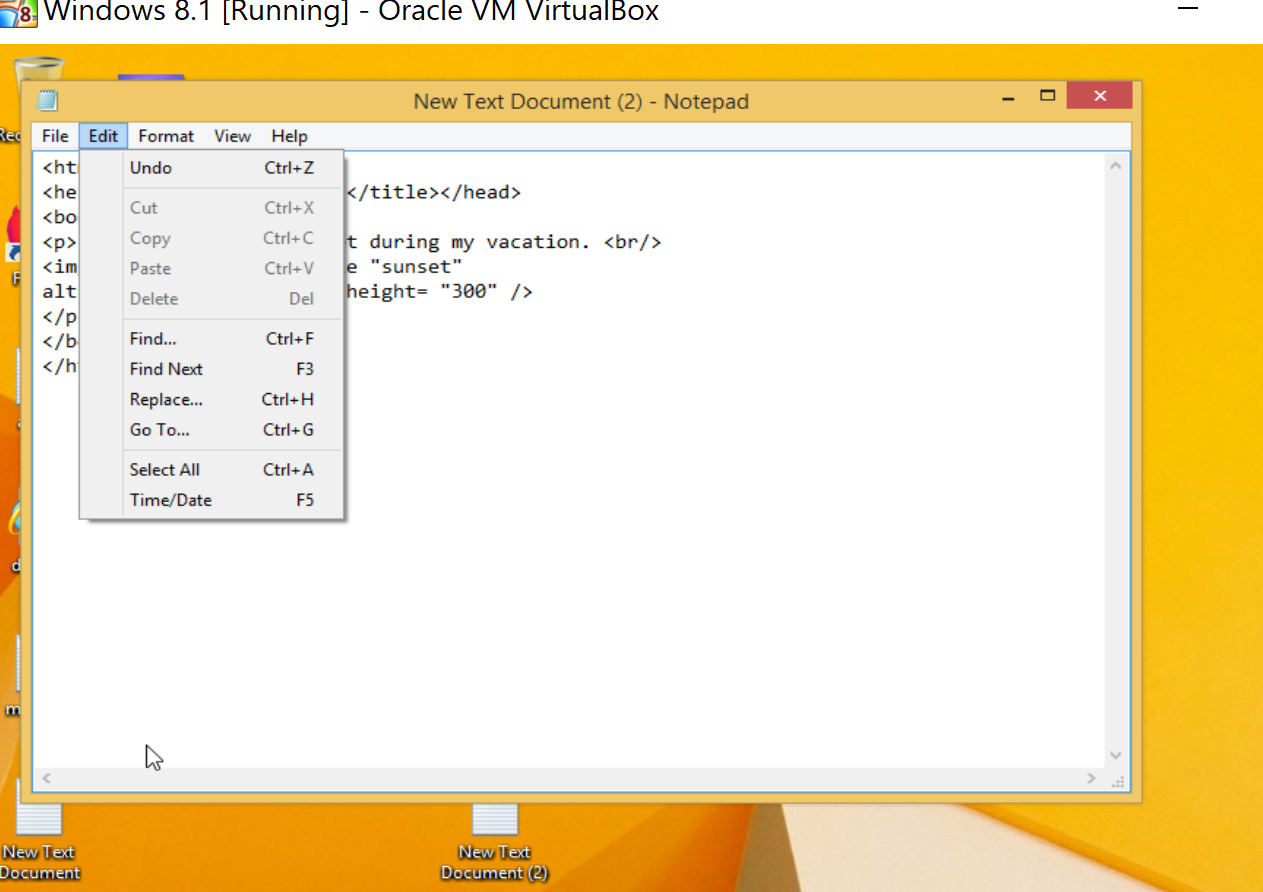 Windows 8.1 [Running] - Oracle VM VirtualBox
New Text Document (2) - Notepad
File Edit Format View Help
<ht
<he </title></head>
<bo
<p> t during my vacation. <br/>
<im e "sunset"
alt height= "300" />
</p
</b
</h
Undo Ctrl+Z
Cut Ctrl+X
Copy Ctrl+C
Paste Ctrl+V
Delete Del
Find... Ctrl+F
Find Next F3
Replace... Ctrl+H
Go To... Ctrl+G
Select All Ctrl+A
Time/Date F5
New Text
Document
New Text
Document (2)